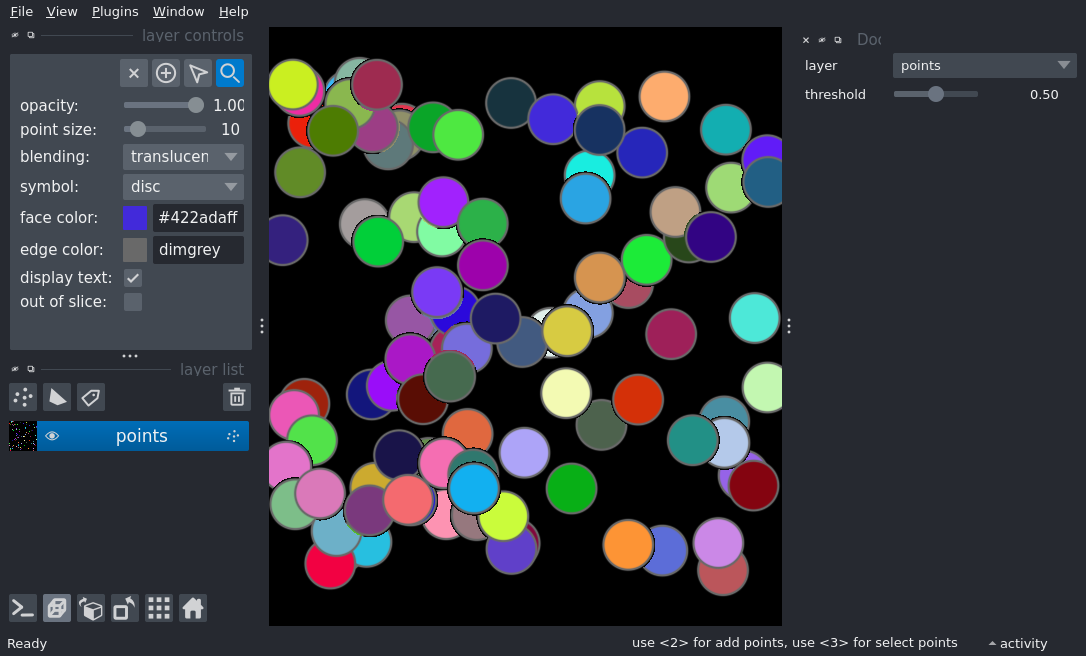 File View Plugins Window Help
layer controls
opacity: 1.00
point size: 10
blending: translucen
symbol: disc
face color: #422adaff
edge color: dimgrey
display text:
out of slice:
layer list
points
Doc
layer points
threshold 0.50
Ready
use <2> for add points, use <3> for select points
activity